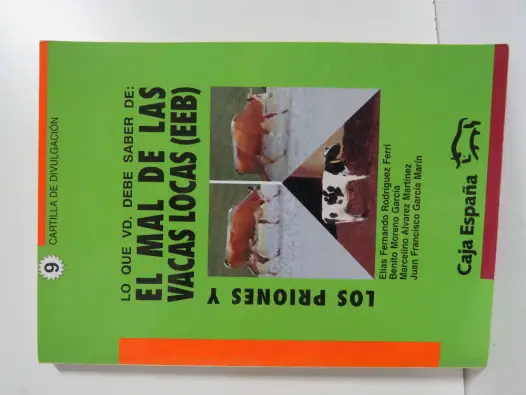 9
CARTILLA DE DIVULGACIÓN
LO QUE VD. DEBE SABER DE:
EL MAL DE LAS
VACAS LOCAS (EEB)
LOS PRIONES Y
Elías Fernando Rodríguez Ferri
Benito Moreno García
Marcelino Alvarez Martínez
Juan Francisco García Marín
Caja España